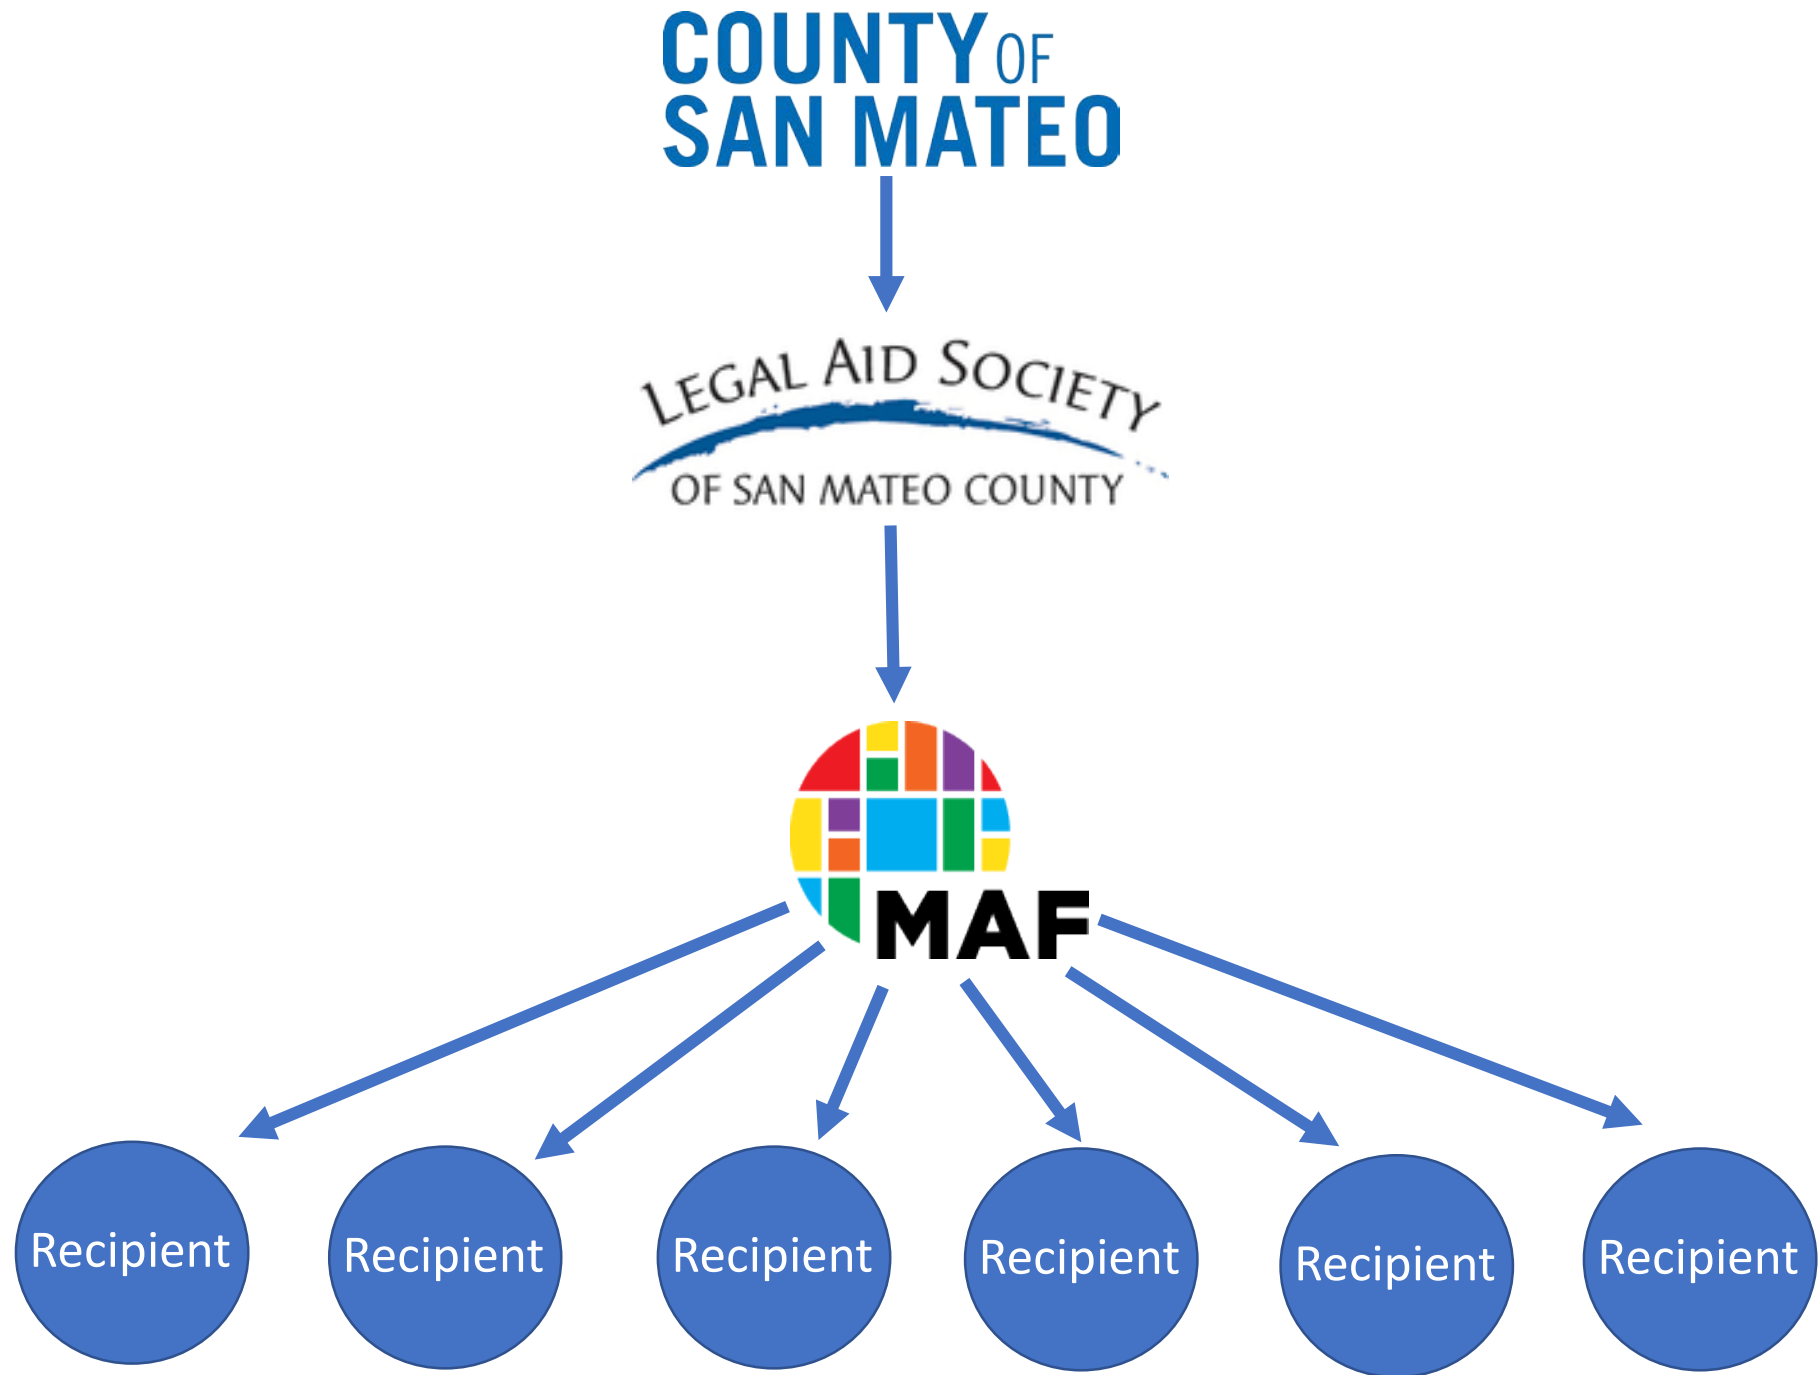 COUNTY OF
SAN MATEO
LEGAL AID SOCIETY
OF SAN MATEO COUNTY
MAF
Recipient
Recipient
Recipient
Recipient
Recipient
Recipient